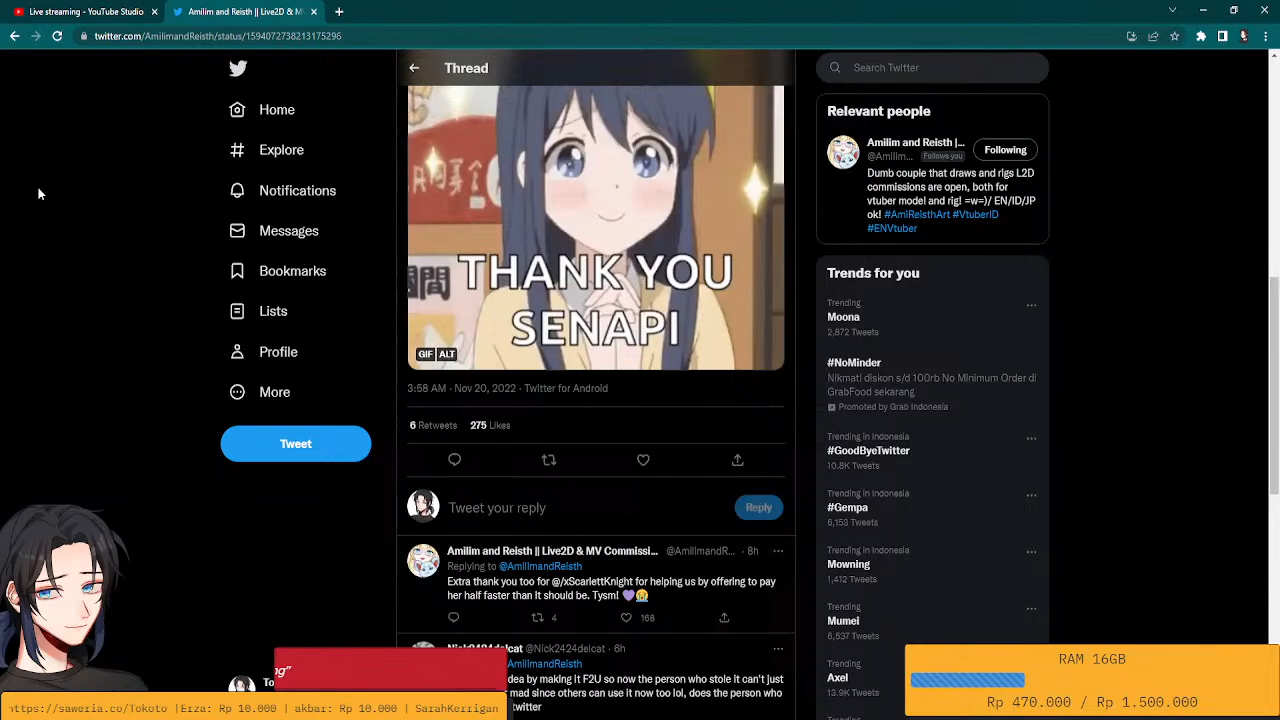 Live streaming - YouTube Studio
Amilim and Reisth || Live2D & MV
twitter.com/AmilimandReisth/status/1594072738213175296
Home
Explore
Notifications
Messages
Bookmarks
Lists
Profile
More
Tweet
Thread
THANK YOU
SENAPI
GIF ALT
3:58 AM · Nov 20, 2022 · Twitter for Android
6 Retweets 275 Likes
Tweet your reply
Reply
Amilim and Reisth || Live2D & MV Commissi... @AmilimandR... · 8h
Replying to @AmilimandReisth
Extra thank you too for @/xScarlettKnight for helping us by offering to pay
her half faster than it should be. Tysm! 💜😭
4 168
Nick2424delcat @Nick2424delcat · 6h
@AmilimandReisth
dea by making it F2U so now the person who stole it can't just
mad since others can use it now too lol, does the person who
twitter
Search Twitter
Relevant people
Amilim and Reisth |...
@Amilim... Follows you
Following
Dumb couple that draws and rigs L2D
commissions are open, both for
vtuber model and rig! =w=)/ EN/ID/JP
ok! #AmiReisthArt #VtuberID
#ENVtuber
Trends for you
Trending
Moona
2,872 Tweets
#NoMinder
Nikmati diskon s/d 100rb No Minimum Order di
GrabFood sekarang
Promoted by Grab Indonesia
Trending in Indonesia
#GoodByeTwitter
10.8K Tweets
Trending in Indonesia
#Gempa
6,153 Tweets
Trending in Indonesia
Mowning
1,412 Tweets
Trending
Mumei
6,537 Tweets
Trending
Axel
13.9K Tweets
To
ng"
https://saweria.co/Tokoto |Erza: Rp 10.000 | akbar: Rp 10.000 | SarahKerrigan
RAM 16GB
Rp 470.000 / Rp 1.500.000